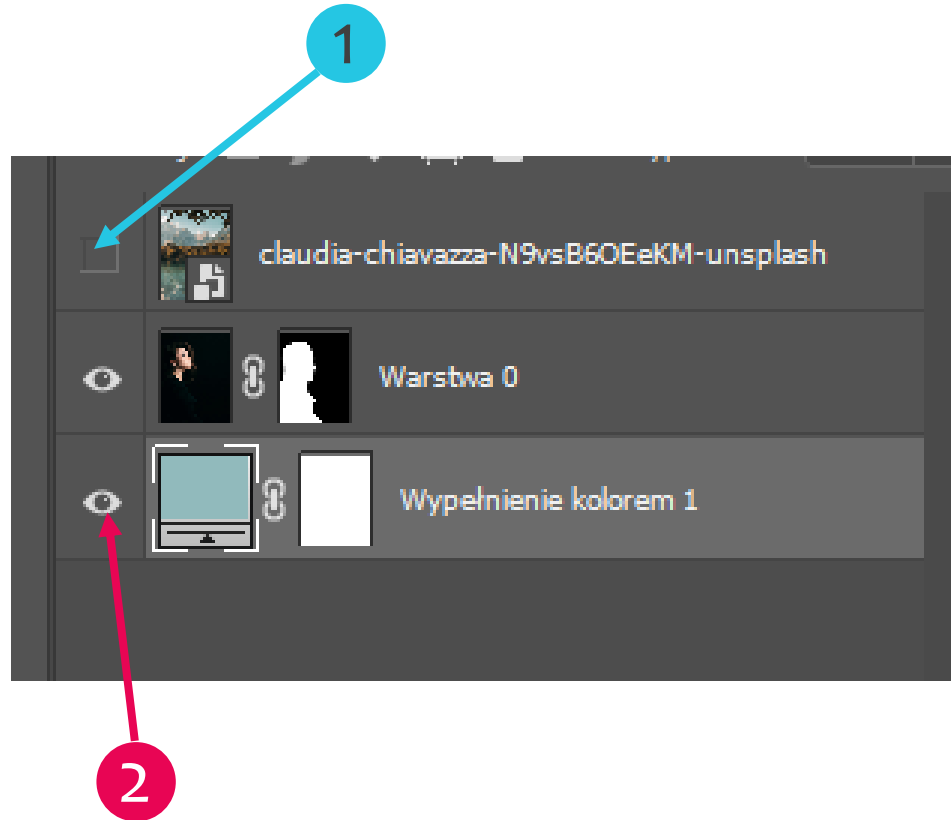 1
claudia-chiavazza-N9vsB6OEeKM-unsplash
Warstwa 0
Wypełnienie kolorem 1
2